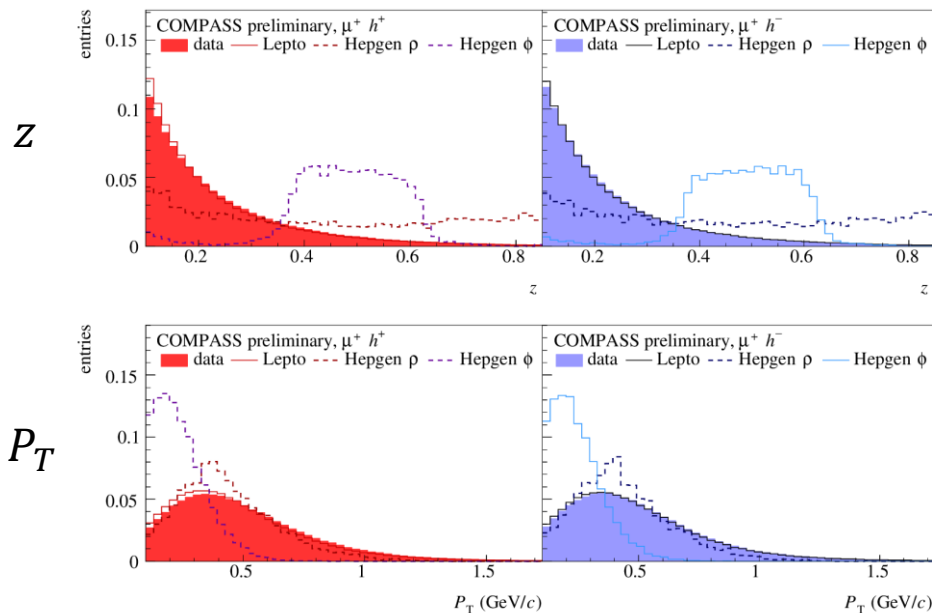 z
entries
COMPASS preliminary, μ⁺ h⁺
data Lepto Hepgen ρ Hepgen ϕ
0.15
0.1
0.05
0
0.2 0.4 0.6 0.8
z
COMPASS preliminary, μ⁺ h⁻
data Lepto Hepgen ρ Hepgen ϕ
0.2 0.4 0.6 0.8
z
P_T
entries
COMPASS preliminary, μ⁺ h⁺
data Lepto Hepgen ρ Hepgen ϕ
0.15
0.1
0.05
0
0.5 1 1.5
P_T (GeV/c)
COMPASS preliminary, μ⁺ h⁻
data Lepto Hepgen ρ Hepgen ϕ
0.5 1 1.5
P_T (GeV/c)